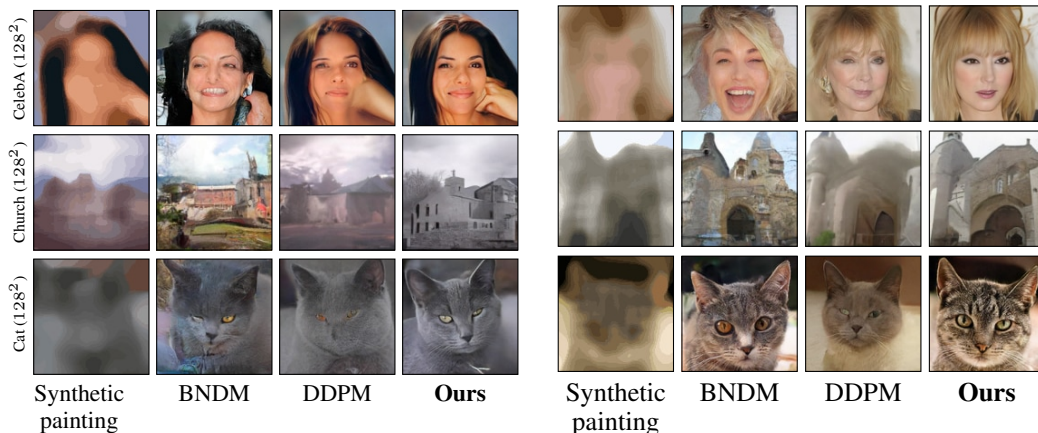 CelebA (128²)
Church (128²)
Cat (128²)
Synthetic painting BNDM DDPM Ours
Synthetic painting BNDM DDPM Ours